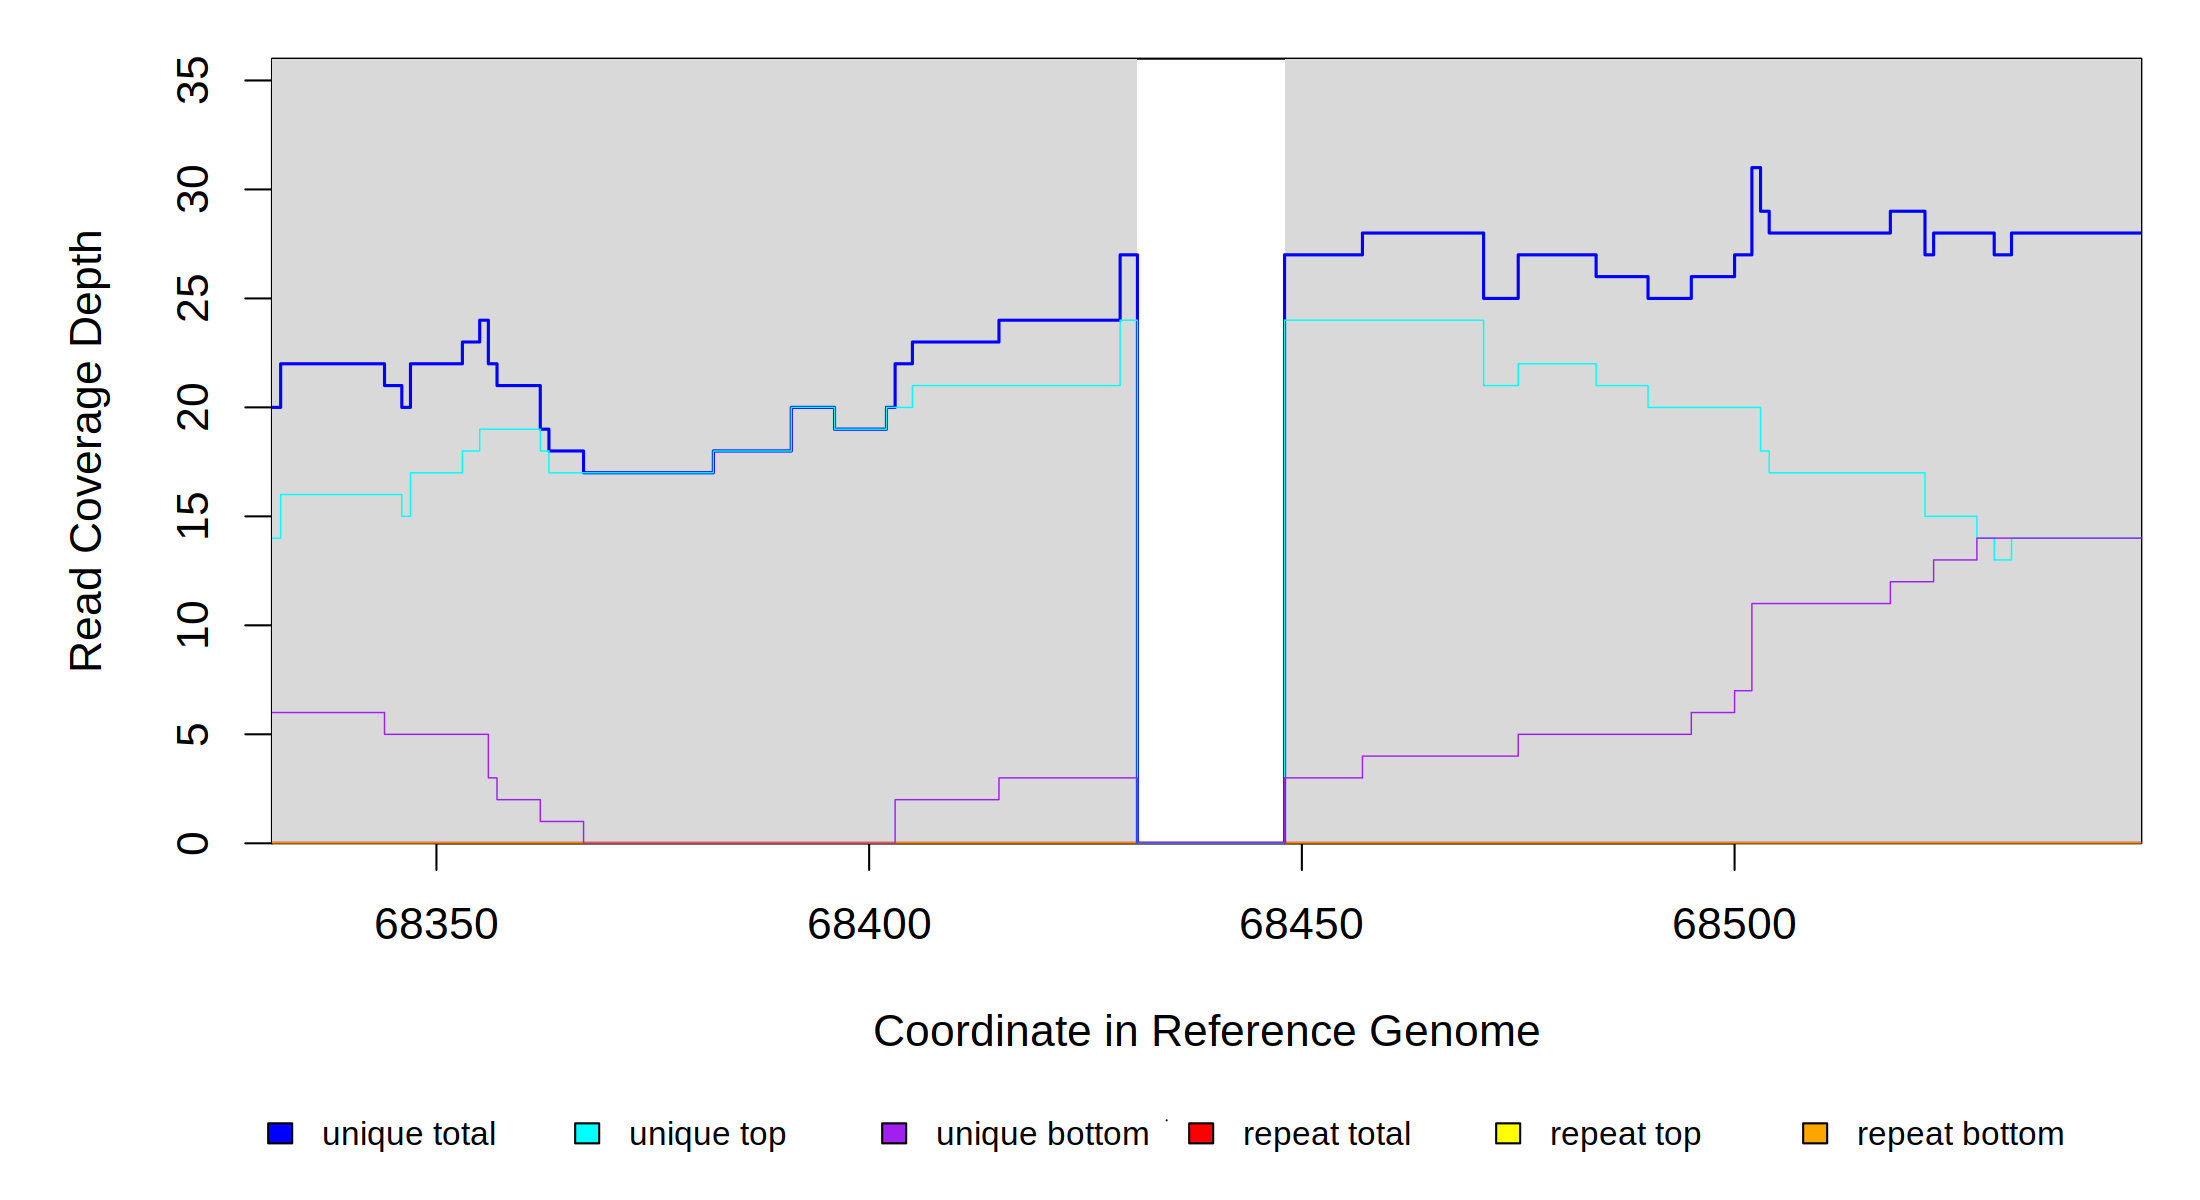 35
30
25
20
15
10
5
0
Read Coverage Depth
68350 68400 68450 68500
Coordinate in Reference Genome
unique total unique top unique bottom repeat total repeat top repeat bottom